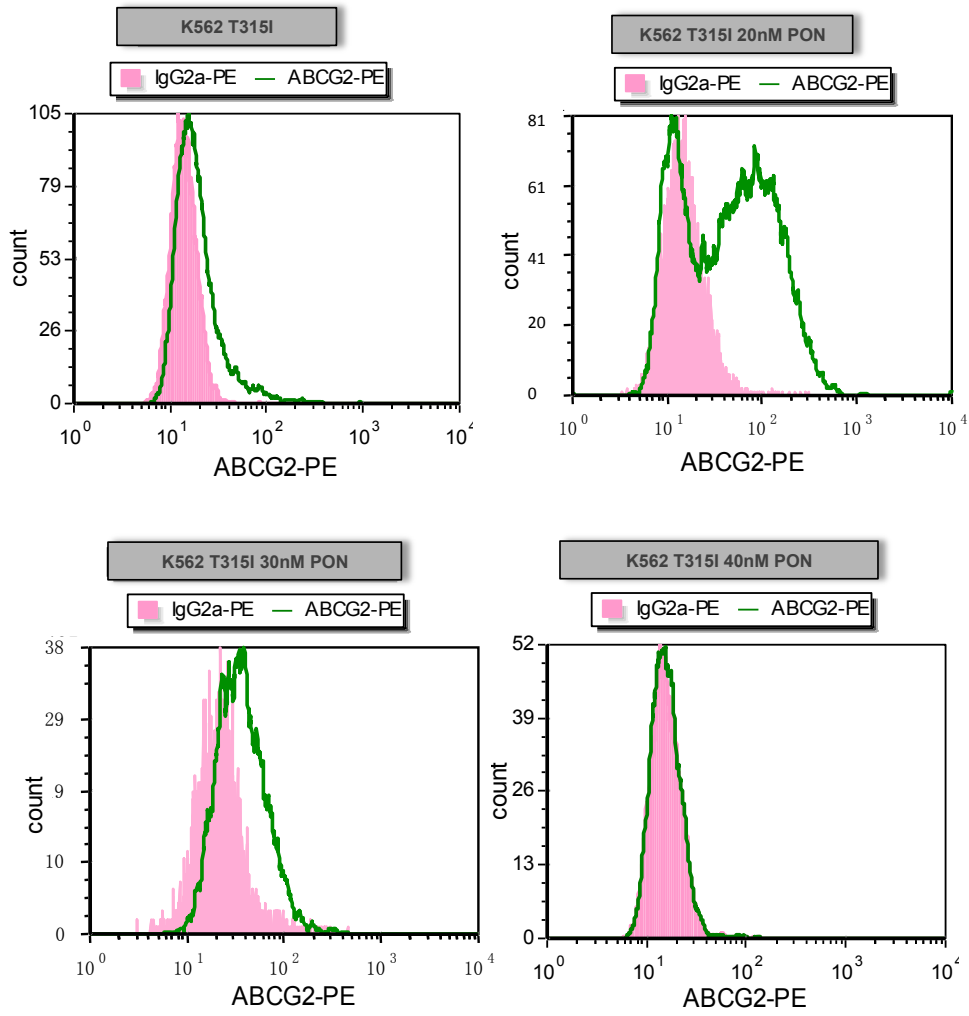 K562 T315I
IgG2a-PE ABCG2-PE
105
79
53
26
0
10^0 10^1 10^2 10^3 10^4
count
ABCG2-PE
K562 T315I 20nM PON
IgG2a-PE ABCG2-PE
81
61
41
20
0
10^0 10^1 10^2 10^3 10^4
count
ABCG2-PE
K562 T315I 30nM PON
IgG2a-PE ABCG2-PE
38
29
9
10
0
10^0 10^1 10^2 10^3 10^4
count
ABCG2-PE
K562 T315I 40nM PON
IgG2a-PE ABCG2-PE
52
39
26
13
0
10^0 10^1 10^2 10^3 10^4
count
ABCG2-PE